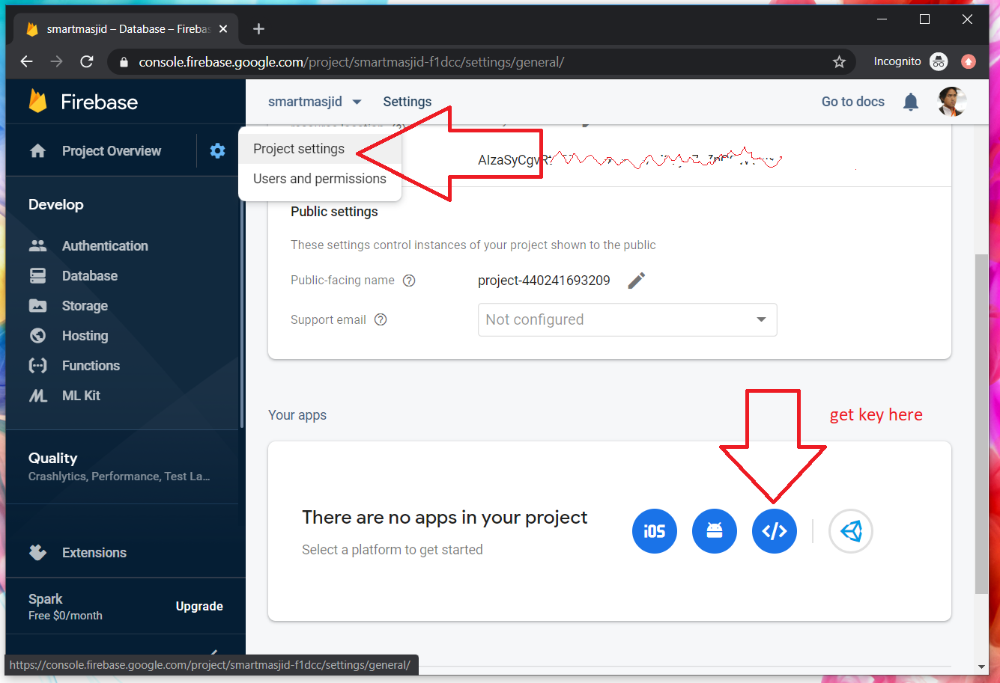 smartmasjid – Database – Fireba
console.firebase.google.com/project/smartmasjid-f1dcc/settings/general/
Incognito
Firebase
smartmasjid
Settings
Go to docs
Project Overview
Project settings
Users and permissions
Develop
Authentication
Database
Storage
Hosting
Functions
ML Kit
Quality
Crashlytics, Performance, Test La...
Extensions
Spark
Free $0/month
Upgrade
https://console.firebase.google.com/project/smartmasjid-f1dcc/settings/general/
Public settings
These settings control instances of your project shown to the public
Public-facing name ?
project-440241693209
Support email ?
Not configured
Your apps
get key here
There are no apps in your project
Select a platform to get started
iOS
</>